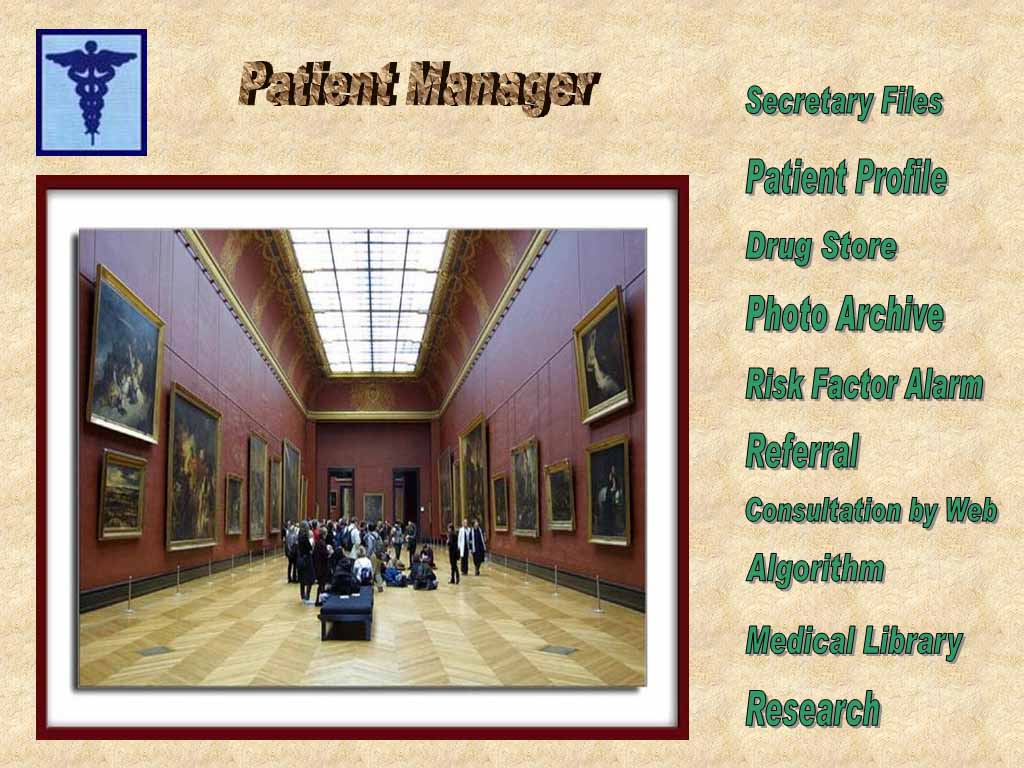 Patient Manager
Secretary Files
Patient Profile
Drug Store
Photo Archive
Risk Factor Alarm
Referral
Consultation by Web
Algorithm
Medical Library
Research